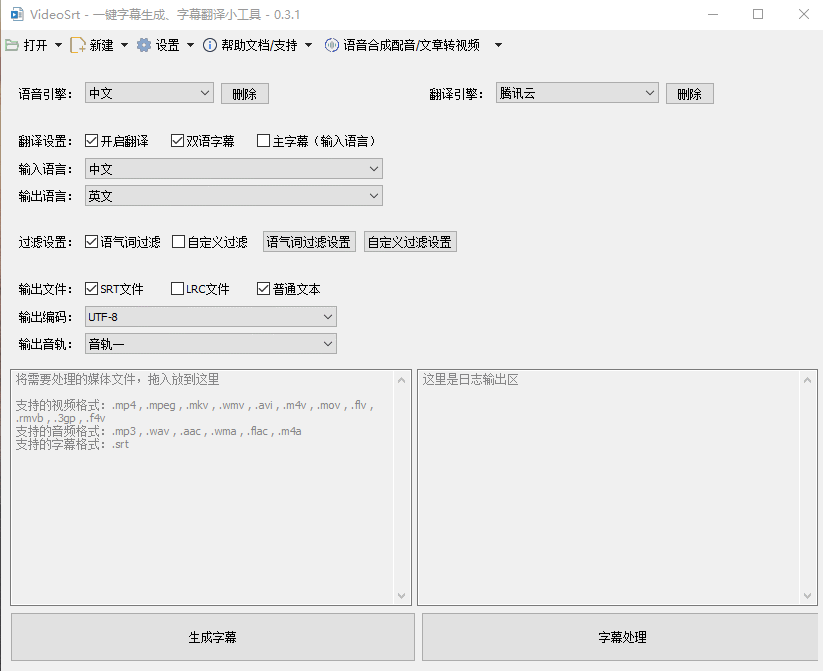 VideoSrt - 一键字幕生成、字幕翻译小工具 - 0.3.1
打开 新建 设置 帮助文档/支持 语音合成配音/文章转视频
语音引擎： 中文 删除 翻译引擎： 腾讯云 删除
翻译设置： 开启翻译 双语字幕 主字幕（输入语言）
输入语言： 中文
输出语言： 英文
过滤设置： 语气词过滤 自定义过滤 语气词过滤设置 自定义过滤设置
输出文件： SRT文件 LRC文件 普通文本
输出编码： UTF-8
输出音轨： 音轨一
将需要处理的媒体文件，拖入放到这里
支持的视频格式：.mp4 , .mpeg , .mkv , .wmv , .avi , .m4v , .mov , .flv ,
.rmvb , .3gp , .f4v
支持的音频格式：.mp3 , .wav , .aac , .wma , .flac , .m4a
支持的字幕格式：.srt
这里是日志输出区
生成字幕 字幕处理